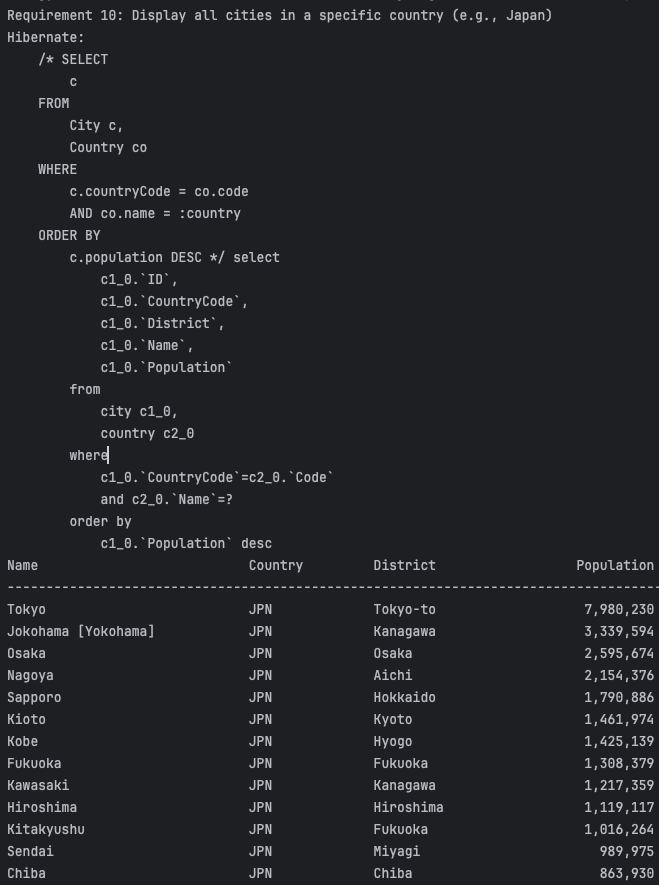 Requirement 10: Display all cities in a specific country (e.g., Japan)
Hibernate:
    /* SELECT
        c
    FROM
        City c,
        Country co
    WHERE
        c.countryCode = co.code
        AND co.name = :country
    ORDER BY
        c.population DESC */ select
            c1_0.`ID`,
            c1_0.`CountryCode`,
            c1_0.`District`,
            c1_0.`Name`,
            c1_0.`Population`
        from
            city c1_0,
            country c2_0
        where
            c1_0.`CountryCode`=c2_0.`Code`
            and c2_0.`Name`=?
        order by
            c1_0.`Population` desc
Name                           Country         District                  Population
-----------------------------------------------------------------------------------
Tokyo                          JPN             Tokyo-to                   7,980,230
Jokohama [Yokohama]            JPN             Kanagawa                   3,339,594
Osaka                          JPN             Osaka                      2,595,674
Nagoya                         JPN             Aichi                      2,154,376
Sapporo                        JPN             Hokkaido                   1,790,886
Kioto                          JPN             Kyoto                      1,461,974
Kobe                           JPN             Hyogo                      1,425,139
Fukuoka                        JPN             Fukuoka                    1,308,379
Kawasaki                       JPN             Kanagawa                   1,217,359
Hiroshima                      JPN             Hiroshima                  1,119,117
Kitakyushu                     JPN             Fukuoka                    1,016,264
Sendai                         JPN             Miyagi                       989,975
Chiba                          JPN             Chiba                        863,930